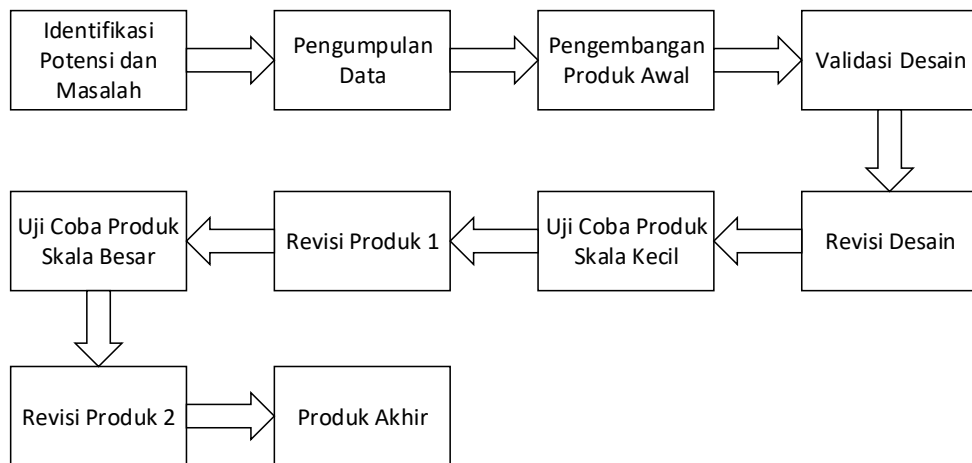 Identifikasi
Potensi dan
Masalah
Pengumpulan
Data
Pengembangan
Produk Awal
Validasi Desain
Revisi Desain
Uji Coba Produk
Skala Kecil
Revisi Produk 1
Uji Coba Produk
Skala Besar
Revisi Produk 2
Produk Akhir